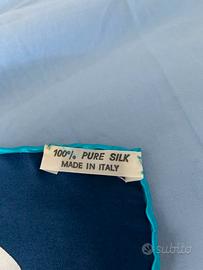 100% PURE SILK
MADE IN ITALY
subito